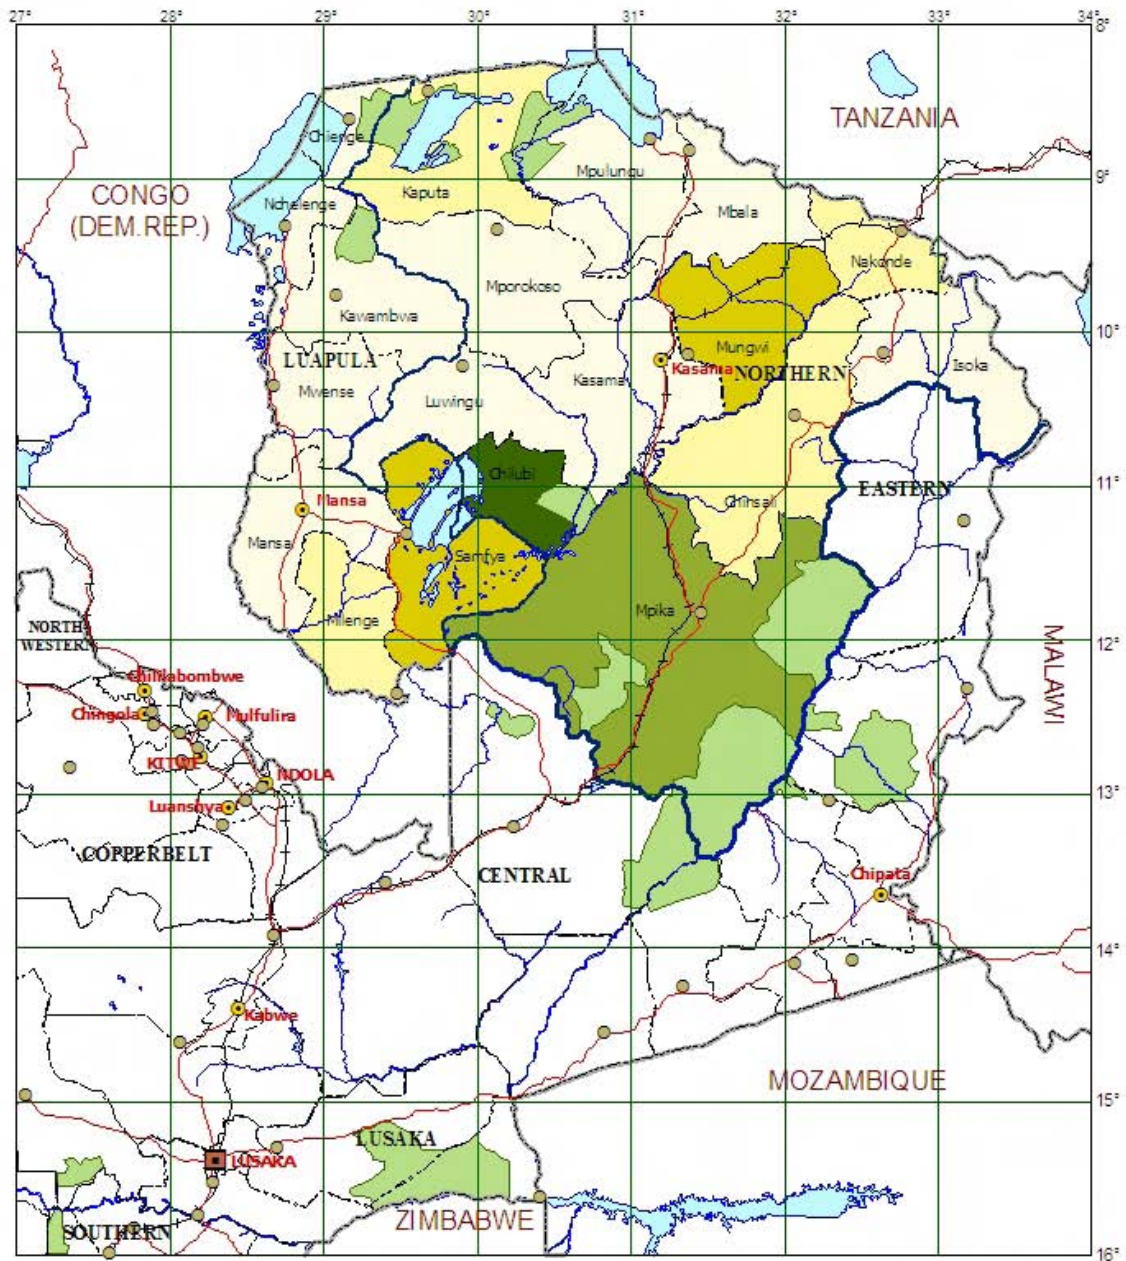 27° 28° 29° 30° 31° 32° 33° 34°
8°
TANZANIA
Chienge
Mpulungu
9°
CONGO
(DEM.REP.)
Kaputa
Nchelenge
Mbala
Nakonde
Mporokoso
Kawambwa
10°
Mungwi
LUAPULA
Isoka
Kasama
NORTHERN
Kasama
Mwense
Luwingu
Chilubi
EASTERN
11°
Mansa
Chinsali
Mansa
Samfya
Mpika
Milenge
NORTH-
WESTERN
12°
MALAWI
Chililabombwe
Chingola
Mulfulira
KITWE
NDOLA
13°
Luanshya
COPPERBELT
CENTRAL
Chipata
14°
Kabwe
MOZAMBIQUE
15°
LUSAKA
LUSAKA
ZIMBABWE
SOUTHERN
16°